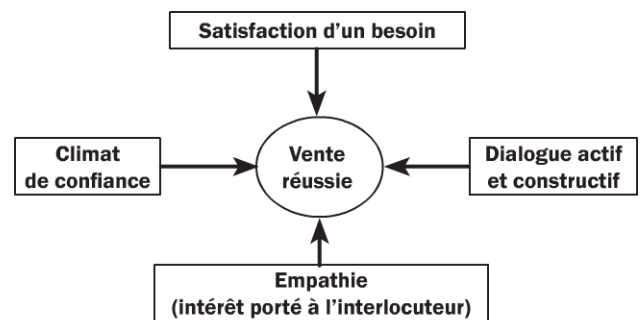 Satisfaction d'un besoin
Climat
de confiance
Vente
réussie
Dialogue actif
et constructif
Empathie
(intérêt porté à l'interlocuteur)